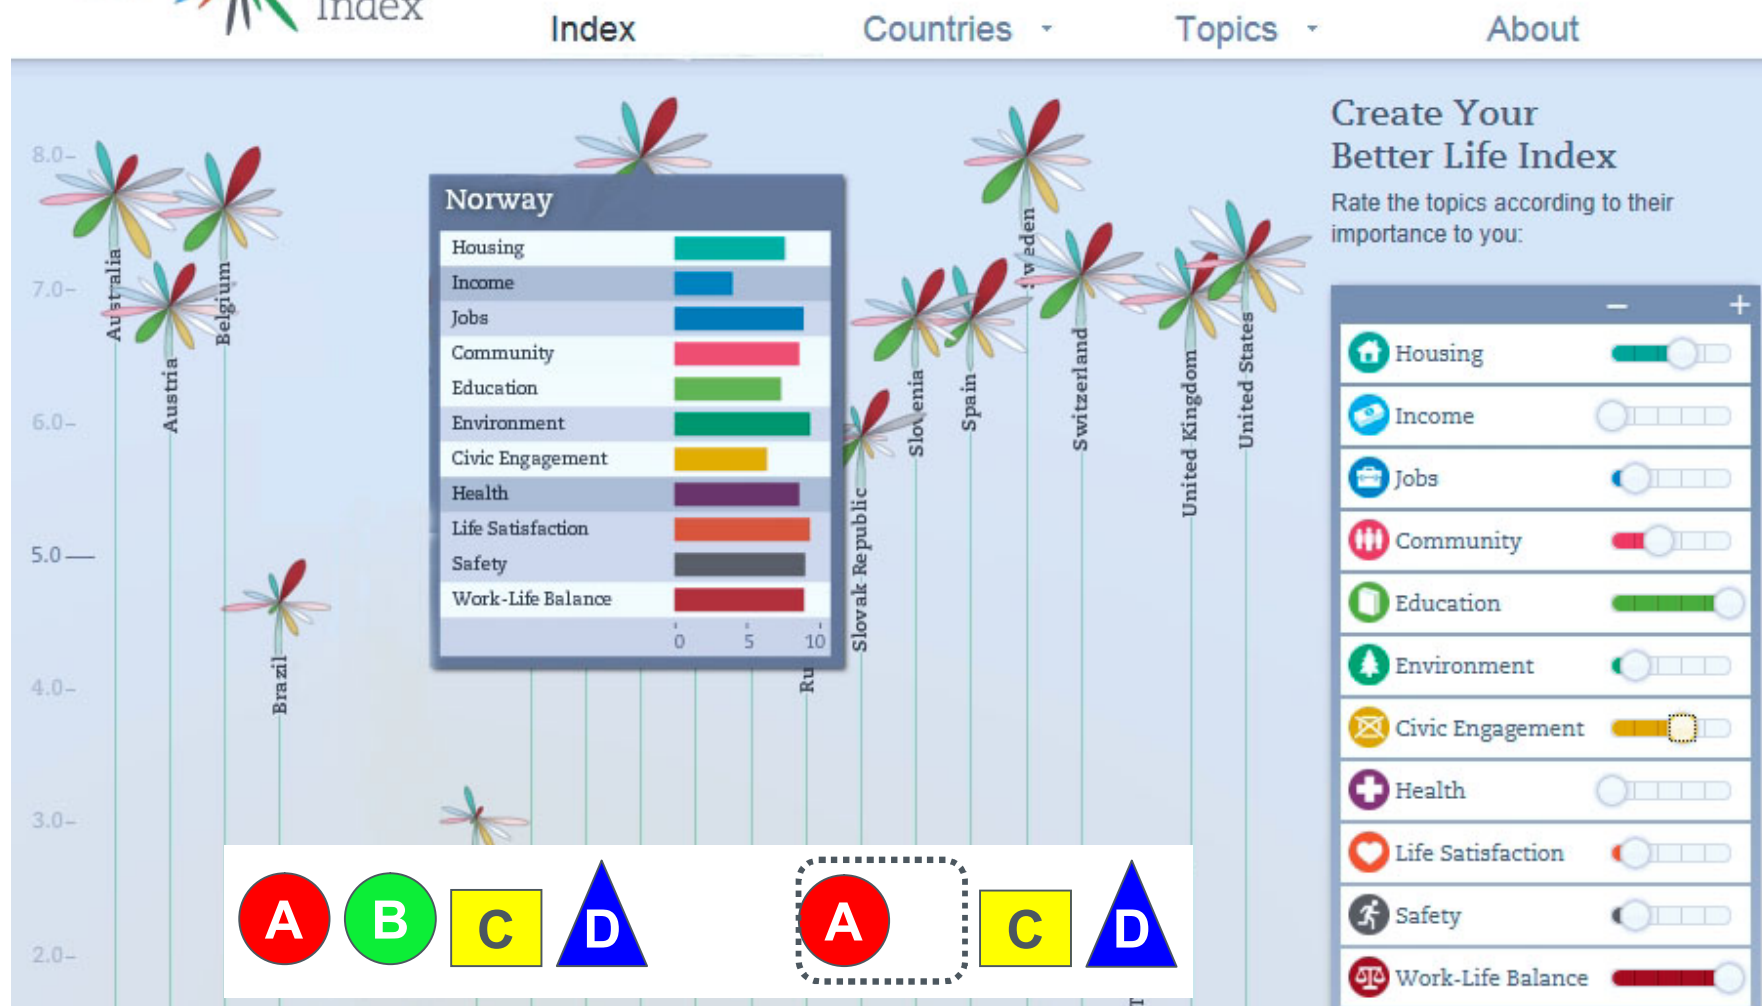 Index
Index
Countries
Topics
About
Create Your
Better Life Index
Rate the topics according to their
importance to you:
8.0
7.0
6.0
5.0
4.0
3.0
2.0
Australia
Austria
Belgium
Brazil
Norway
Housing
Income
Jobs
Community
Education
Environment
Civic Engagement
Health
Life Satisfaction
Safety
Work-Life Balance
0 5 10
Ru
Slovak Republic
Slovenia
Spain
Sweden
Switzerland
United Kingdom
United States
− +
Housing
Income
Jobs
Community
Education
Environment
Civic Engagement
Health
Life Satisfaction
Safety
Work-Life Balance
A B C D
A C D